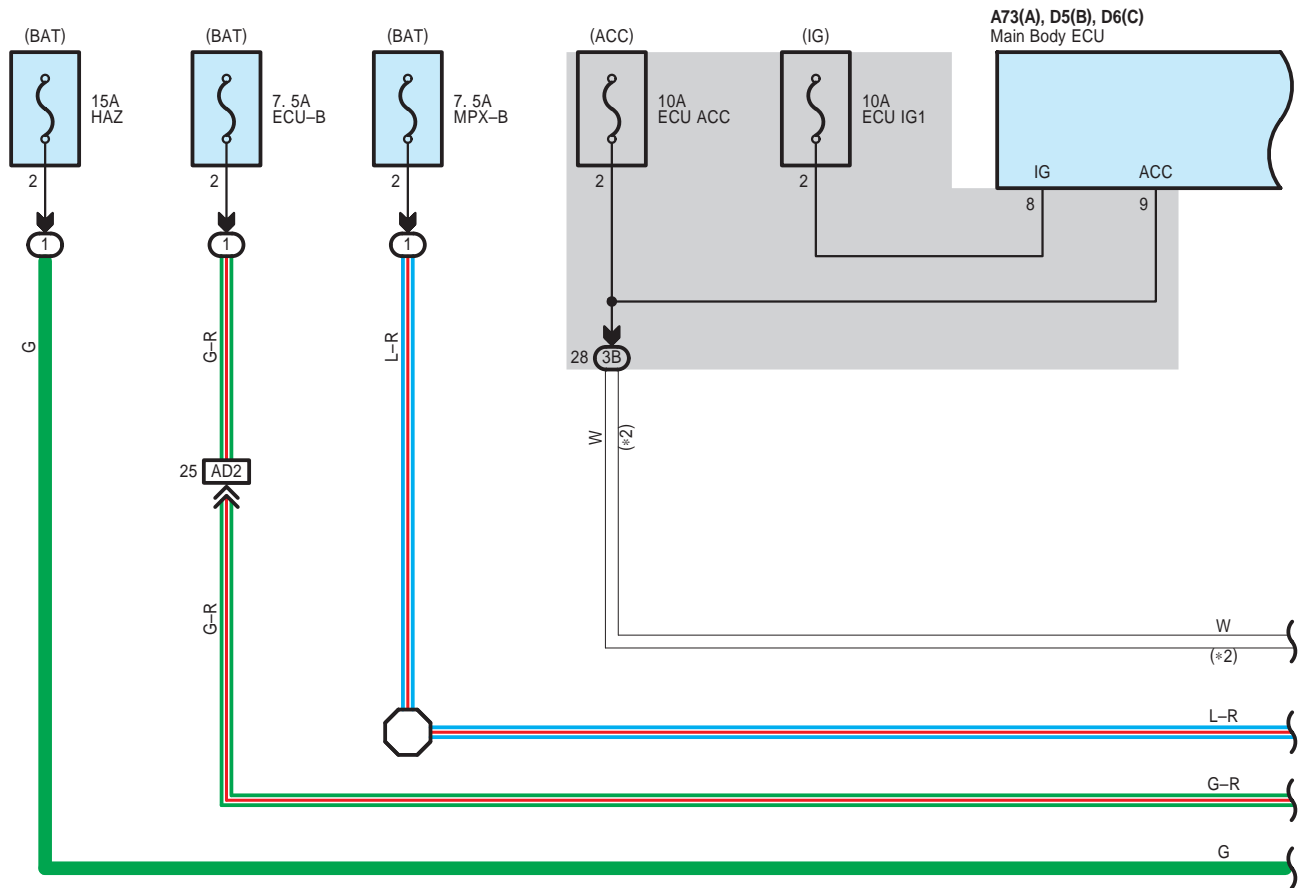 A73(A), D5(B), D6(C)
Main Body ECU
(BAT)
(BAT)
(BAT)
(ACC)
(IG)
15A
HAZ
7. 5A
ECU–B
7. 5A
MPX–B
10A
ECU ACC
10A
ECU IG1
IG
ACC
2
2
2
2
2
8
9
1
1
1
28
3B
G
G–R
L–R
W
(*2)
25
AD2
G–R
W
(*2)
L–R
G–R
G